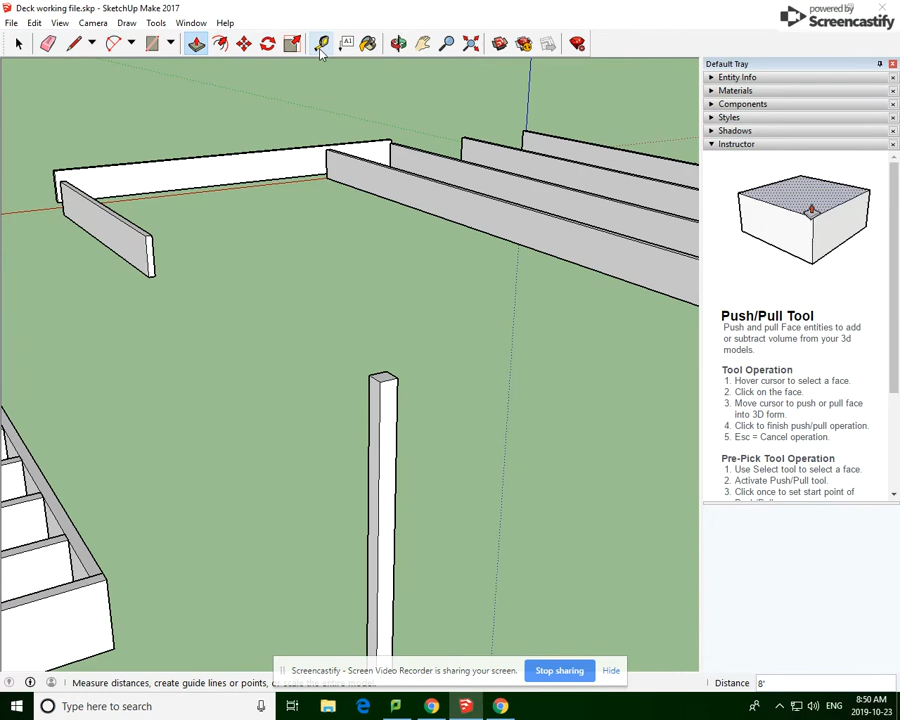 Deck working file.skp - SketchUp Make 2017
powered by
Screencastify
File Edit View Camera Draw Tools Window Help
A1
Default Tray
Entity Info
Materials
Components
Styles
Shadows
Instructor
Push/Pull Tool
Push and pull Face entities to add
or subtract volume from your 3d
models.
Tool Operation
1. Hover cursor to select a face.
2. Click on the face.
3. Move cursor to push or pull face
into 3D form.
4. Click to finish push/pull operation.
5. Esc = Cancel operation.
Pre-Pick Tool Operation
1. Use Select tool to select a face.
2. Activate Push/Pull tool.
3. Click once to set start point of
Screencastify - Screen Video Recorder is sharing your screen.
Stop sharing
Hide
Measure distances, create guide lines or points, or scale the entire model.
Distance 8'
Type here to search
ENG
8:50 AM
2019-10-23